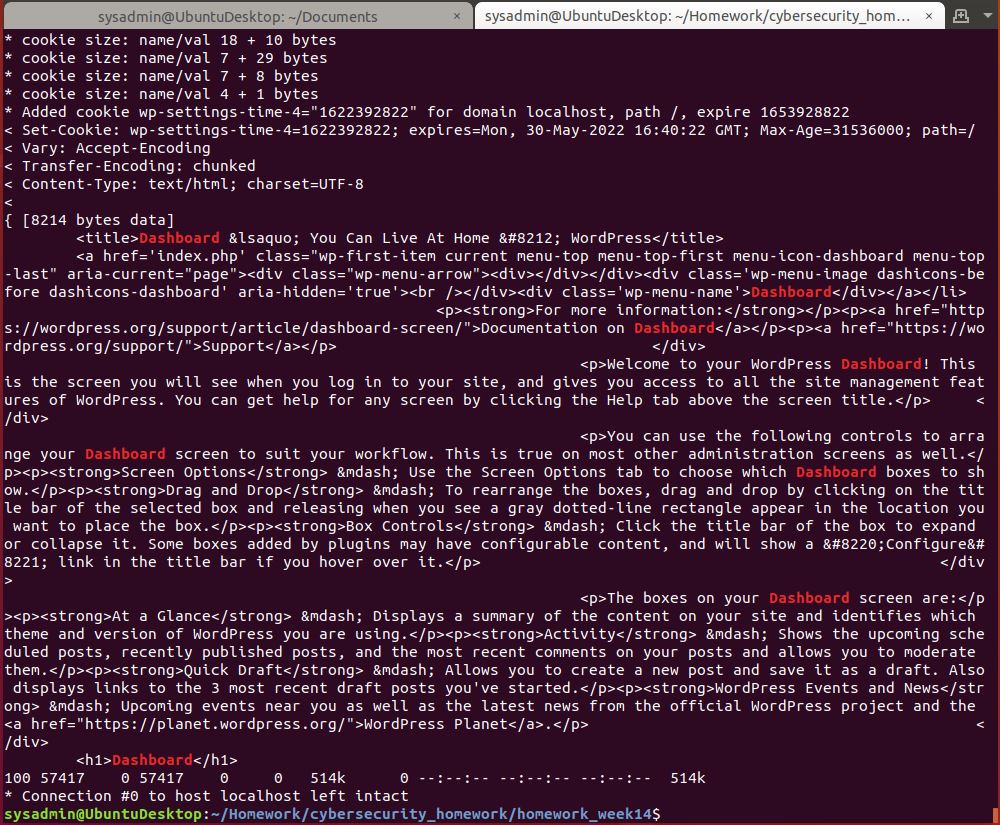 sysadmin@UbuntuDesktop: ~/Documents × sysadmin@UbuntuDesktop: ~/Homework/cybersecurity_hom... ×
* cookie size: name/val 18 + 10 bytes
* cookie size: name/val 7 + 29 bytes
* cookie size: name/val 7 + 8 bytes
* cookie size: name/val 4 + 1 bytes
* Added cookie wp-settings-time-4="1622392822" for domain localhost, path /, expire 1653928822
< Set-Cookie: wp-settings-time-4=1622392822; expires=Mon, 30-May-2022 16:40:22 GMT; Max-Age=31536000; path=/
< Vary: Accept-Encoding
< Transfer-Encoding: chunked
< Content-Type: text/html; charset=UTF-8
<
{ [8214 bytes data]
<title>Dashboard &lsaquo; You Can Live At Home &#8212; WordPress</title>
<a href='index.php' class="wp-first-item current menu-top menu-top-first menu-icon-dashboard menu-top
-last" aria-current="page"><div class="wp-menu-arrow"><div></div></div><div class='wp-menu-image dashicons-be
fore dashicons-dashboard' aria-hidden='true'><br /></div><div class='wp-menu-name'>Dashboard</div></a></li>
<p><strong>For more information:</strong></p><p><a href="http
s://wordpress.org/support/article/dashboard-screen/">Documentation on Dashboard</a></p><p><a href="https://wo
rdpress.org/support/">Support</a></p> </div>
<p>Welcome to your WordPress Dashboard! This
is the screen you will see when you log in to your site, and gives you access to all the site management feat
ures of WordPress. You can get help for any screen by clicking the Help tab above the screen title.</p> <
/div>
<p>You can use the following controls to arra
nge your Dashboard screen to suit your workflow. This is true on most other administration screens as well.</
p><p><strong>Screen Options</strong> &mdash; Use the Screen Options tab to choose which Dashboard boxes to sh
ow.</p><p><strong>Drag and Drop</strong> &mdash; To rearrange the boxes, drag and drop by clicking on the tit
le bar of the selected box and releasing when you see a gray dotted-line rectangle appear in the location you
want to place the box.</p><p><strong>Box Controls</strong> &mdash; Click the title bar of the box to expand
or collapse it. Some boxes added by plugins may have configurable content, and will show a &#8220;Configure&#
8221; link in the title bar if you hover over it.</p> </div
>
<p>The boxes on your Dashboard screen are:</p
><p><strong>At a Glance</strong> &mdash; Displays a summary of the content on your site and identifies which
theme and version of WordPress you are using.</p><p><strong>Activity</strong> &mdash; Shows the upcoming sche
duled posts, recently published posts, and the most recent comments on your posts and allows you to moderate
them.</p><p><strong>Quick Draft</strong> &mdash; Allows you to create a new post and save it as a draft. Also
displays links to the 3 most recent draft posts you've started.</p><p><strong>WordPress Events and News</str
ong> &mdash; Upcoming events near you as well as the latest news from the official WordPress project and the
<a href="https://planet.wordpress.org/">WordPress Planet</a>.</p> <
/div>
<h1>Dashboard</h1>
100 57417 0 57417 0 0 514k 0 --:--:-- --:--:-- --:--:-- 514k
* Connection #0 to host localhost left intact
sysadmin@UbuntuDesktop:~/Homework/cybersecurity_homework/homework_week14$